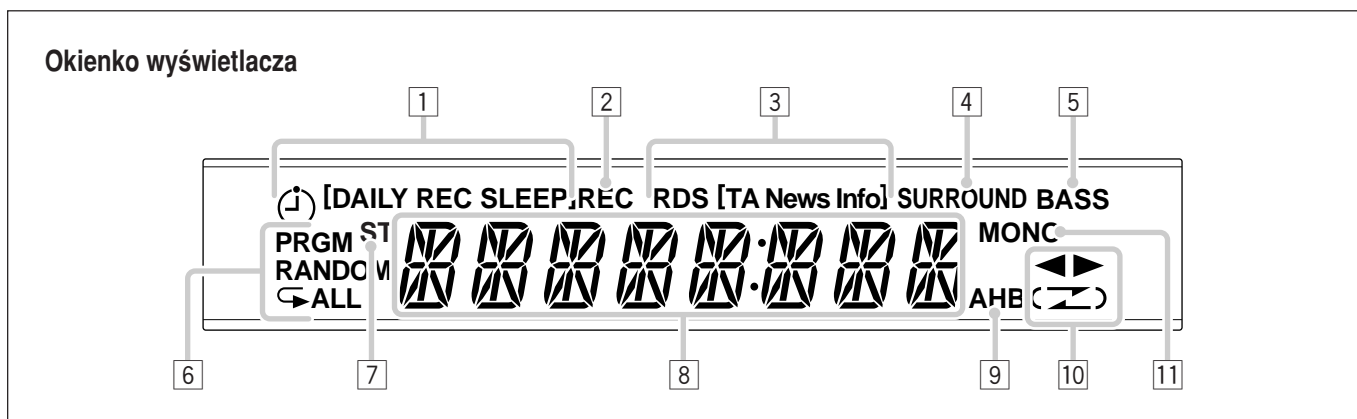 Okienko wyświetlacza
1 2 3 4 5
[DAILY REC SLEEP] REC RDS [TA News Info] SURROUND BASS
PRGM ST MONO
RANDOM
ALL AHB
6 7 8 9 10 11